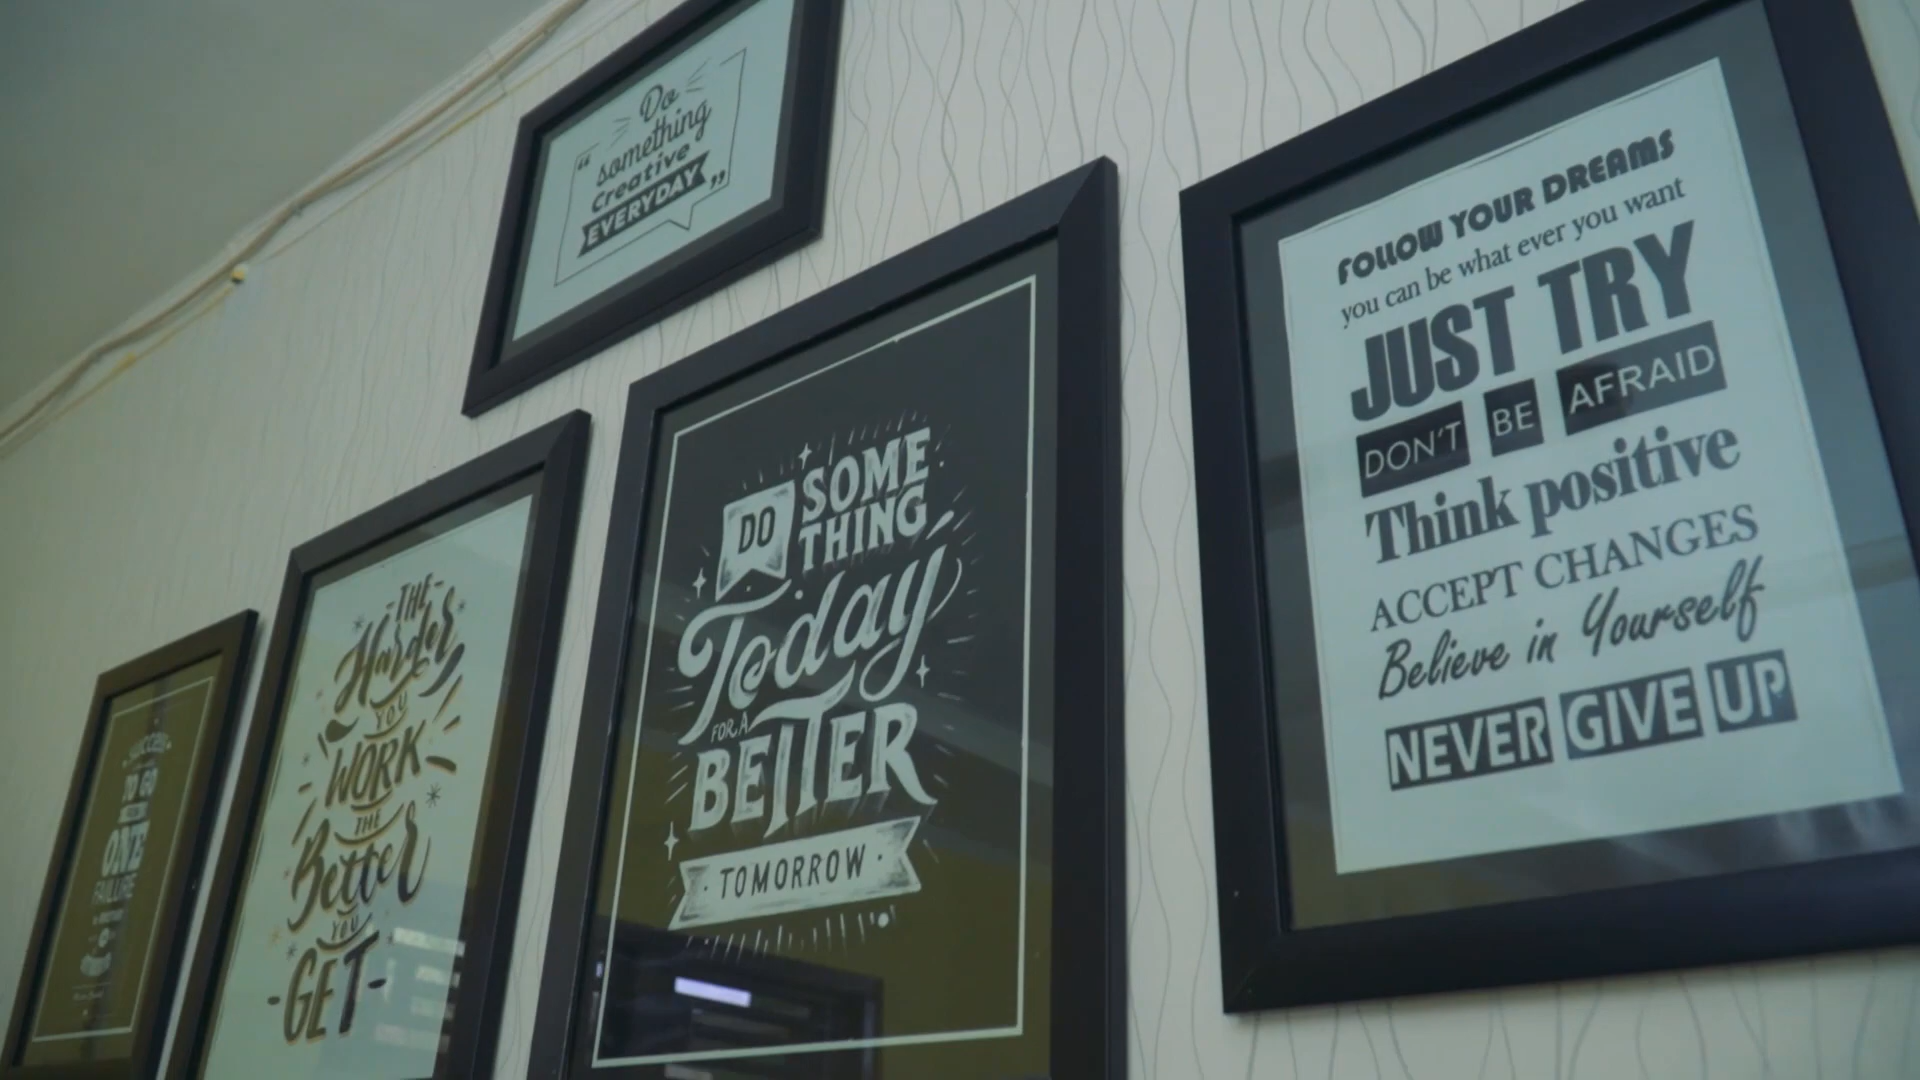 Do
something
Creative
EVERYDAY
SUCCESS
TO GO
ONE
FAILURE
THE
Harder
YOU
WORK
THE
Better
YOU
GET
DO SOME
THING
Today
FOR A
BETTER
TOMORROW
FOLLOW YOUR DREAMS
you can be what ever you want
JUST TRY
DON'T BE AFRAID
Think positive
ACCEPT CHANGES
Believe in Yourself
NEVER GIVE UP